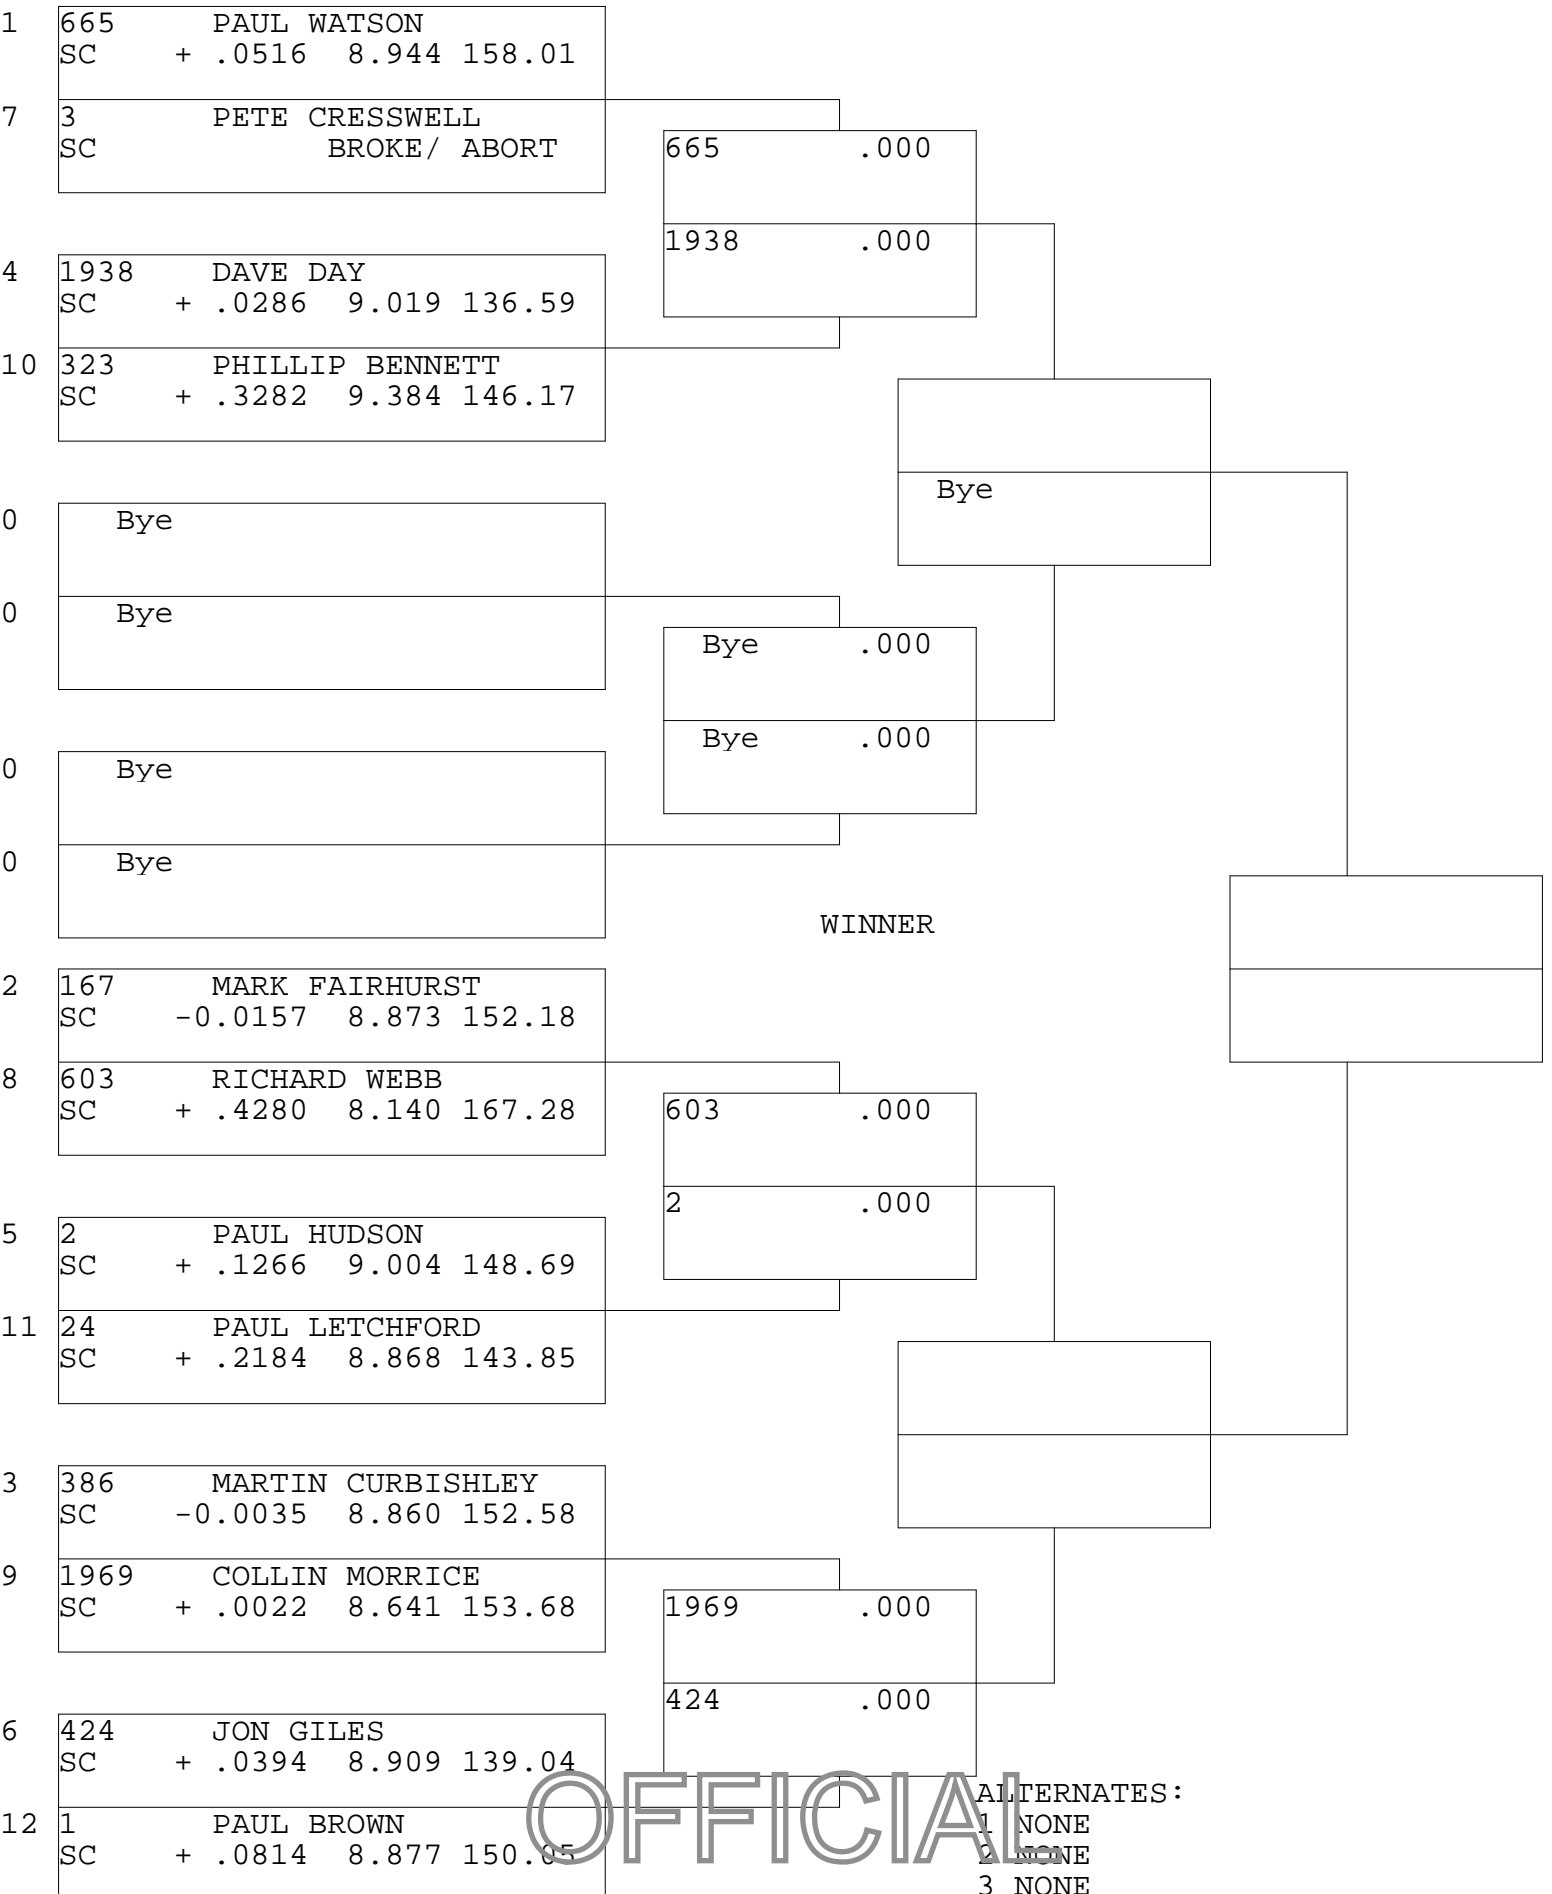 1 665 PAUL WATSON
SC + .0516 8.944 158.01
7 3 PETE CRESSWELL
SC BROKE/ ABORT
665 .000
1938 .000
4 1938 DAVE DAY
SC + .0286 9.019 136.59
10 323 PHILLIP BENNETT
SC + .3282 9.384 146.17
Bye
0 Bye
0 Bye
Bye .000
Bye .000
0 Bye
0 Bye
WINNER
2 167 MARK FAIRHURST
SC -0.0157 8.873 152.18
8 603 RICHARD WEBB
SC + .4280 8.140 167.28
603 .000
2 .000
5 2 PAUL HUDSON
SC + .1266 9.004 148.69
11 24 PAUL LETCHFORD
SC + .2184 8.868 143.85
3 386 MARTIN CURBISHLEY
SC -0.0035 8.860 152.58
9 1969 COLLIN MORRICE
SC + .0022 8.641 153.68
1969 .000
424 .000
6 424 JON GILES
SC + .0394 8.909 139.04
12 1 PAUL BROWN
SC + .0814 8.877 150.05
OFFICIAL
ALTERNATES:
1 NONE
2 NONE
3 NONE